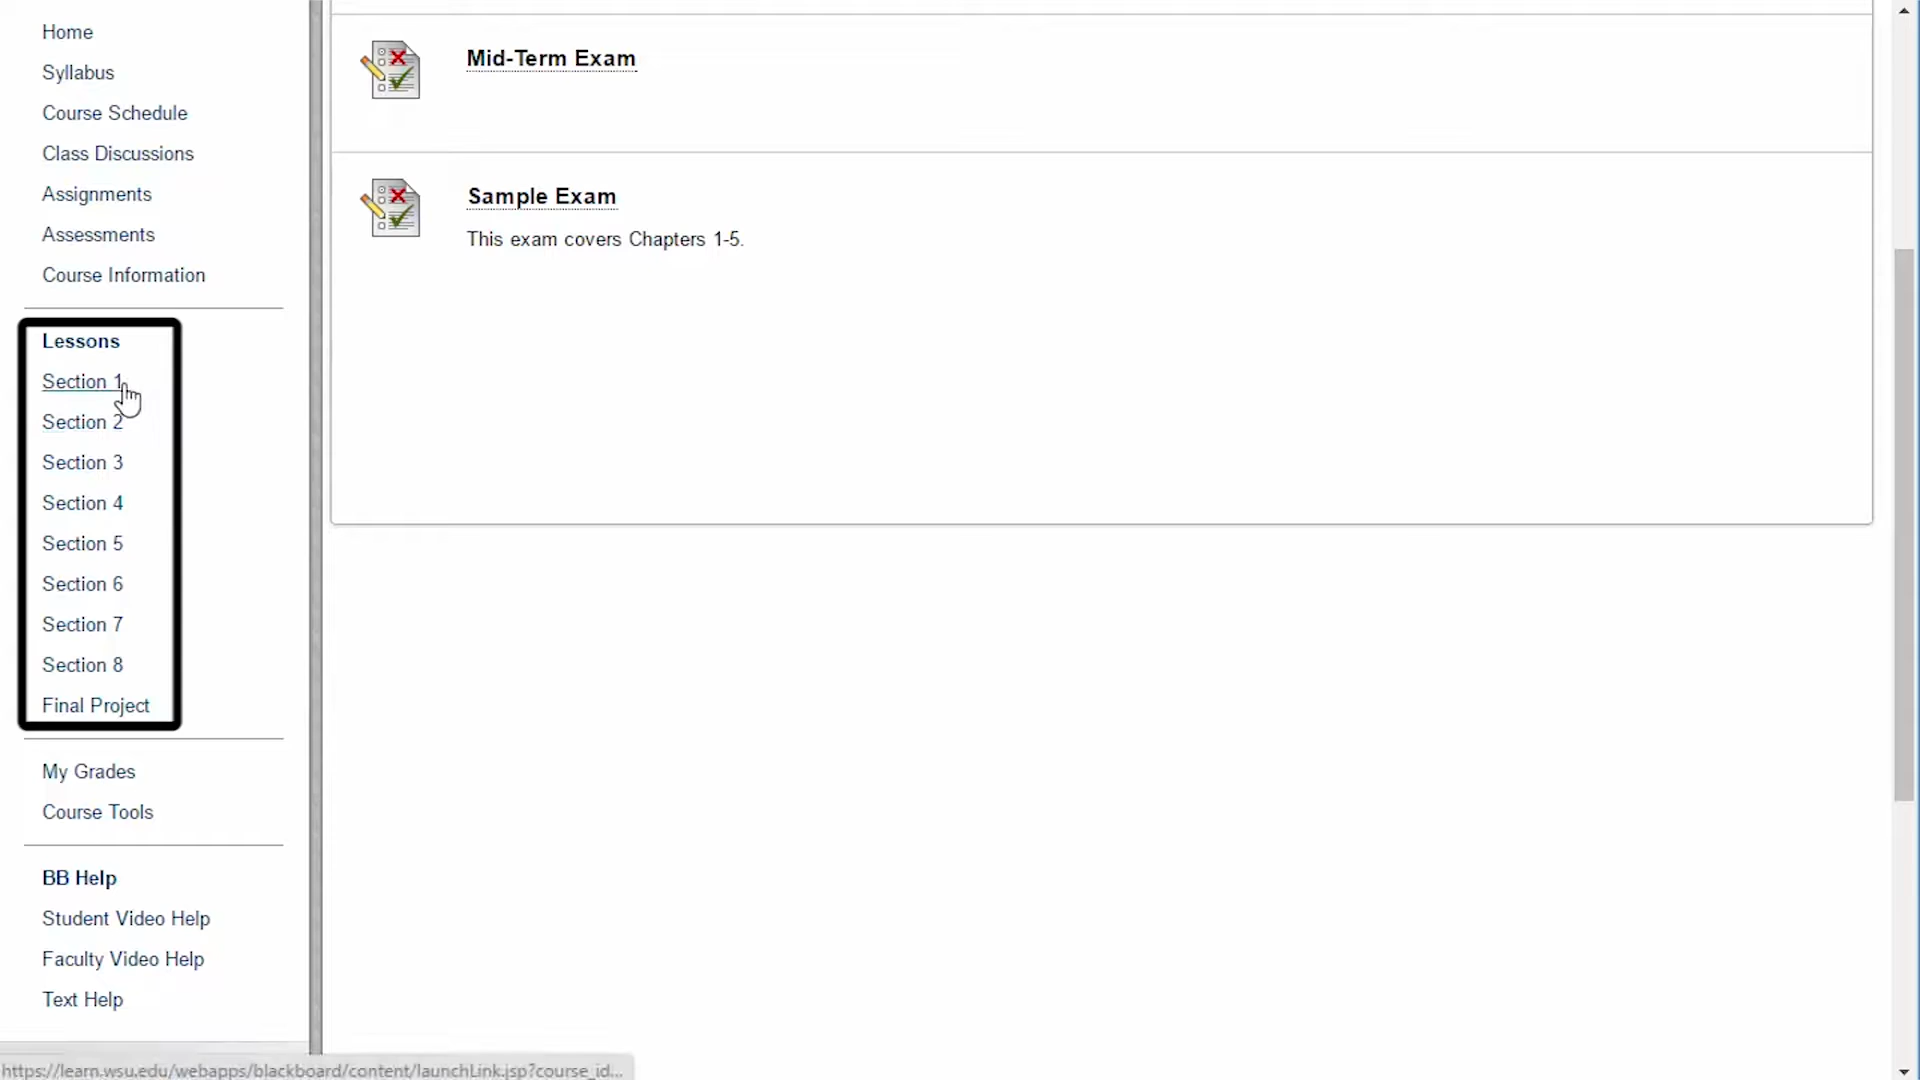 Home
Syllabus
Course Schedule
Class Discussions
Assignments
Assessments
Course Information
Lessons
Section 1
Section 2
Section 3
Section 4
Section 5
Section 6
Section 7
Section 8
Final Project
My Grades
Course Tools
BB Help
Student Video Help
Faculty Video Help
Text Help
Mid-Term Exam
Sample Exam
This exam covers Chapters 1-5.
https://learn.wsu.edu/webapps/blackboard/content/launchLink.jsp?course_id...